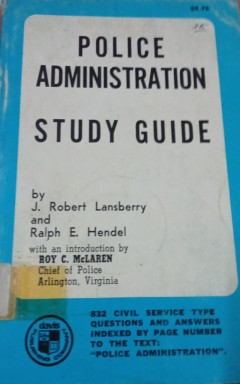 POLICE
ADMINISTRATION
STUDY GUIDE
by
J. Robert Lansberry
and
Ralph E. Hendel
with an introduction by
ROY C. McLAREN
Chief of Police
Arlington, Virginia
davis
832 CIVIL SERVICE TYPE
QUESTIONS AND ANSWERS
INDEXED BY PAGE NUMBER
TO THE TEXT:
"POLICE ADMINISTRATION".